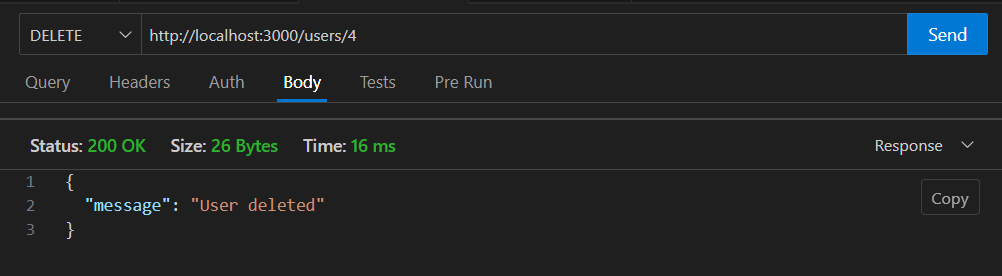 DELETE http://localhost:3000/users/4 Send
Query Headers Auth Body Tests Pre Run
Status: 200 OK Size: 26 Bytes Time: 16 ms Response
1 {
2 "message": "User deleted"
3 }
Copy